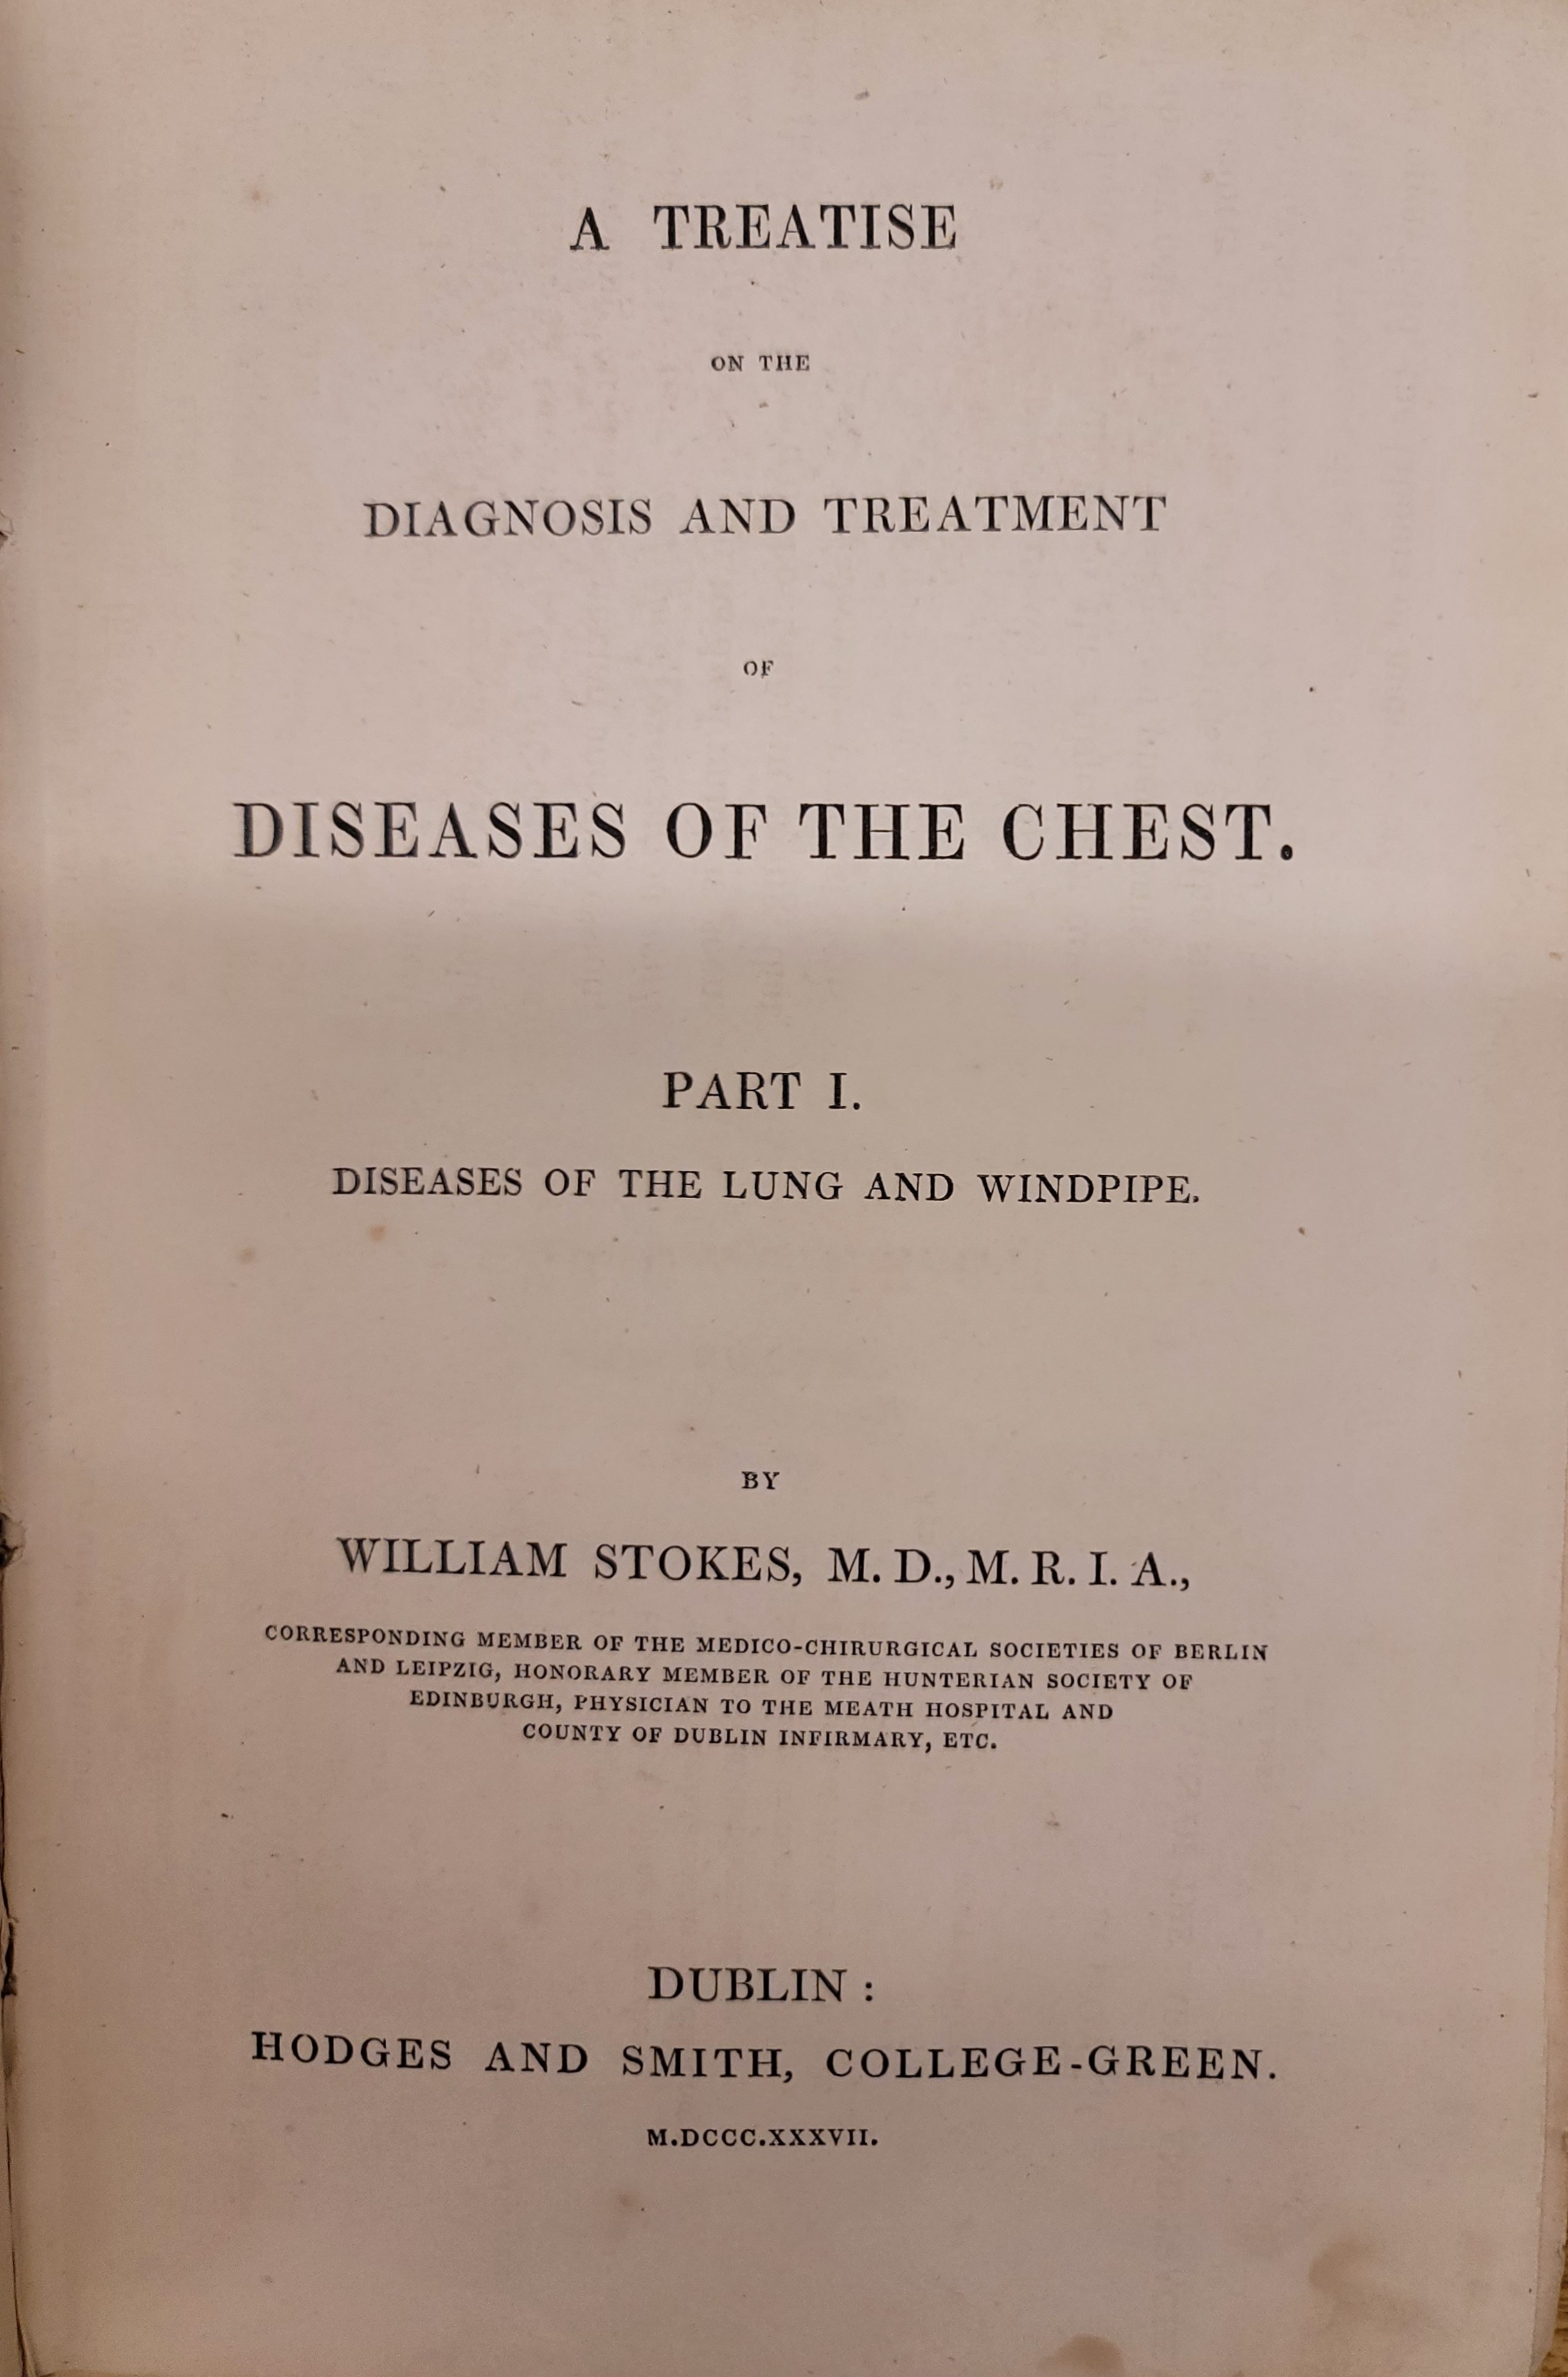 A TREATISE
ON THE
DIAGNOSIS AND TREATMENT
OF
DISEASES OF THE CHEST.
PART I.
DISEASES OF THE LUNG AND WINDPIPE.
BY
WILLIAM STOKES, M. D., M. R. I. A.,
CORRESPONDING MEMBER OF THE MEDICO-CHIRURGICAL SOCIETIES OF BERLIN
AND LEIPZIG, HONORARY MEMBER OF THE HUNTERIAN SOCIETY OF
EDINBURGH, PHYSICIAN TO THE MEATH HOSPITAL AND
COUNTY OF DUBLIN INFIRMARY, ETC.
DUBLIN :
HODGES AND SMITH, COLLEGE-GREEN.
M.DCCC.XXXVII.